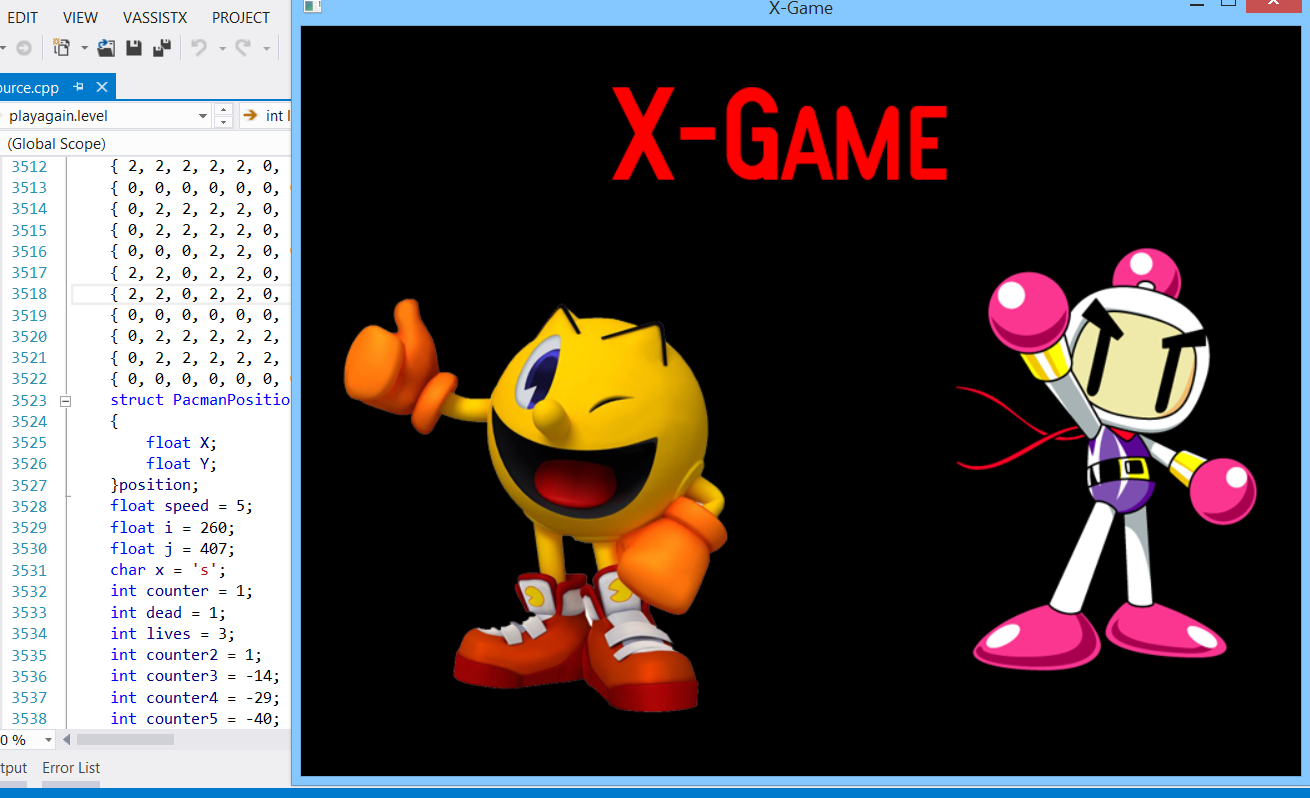 EDIT VIEW VASSISTX PROJECT
X-Game
ource.cpp
playagain.level
int l
(Global Scope)
3512 { 2, 2, 2, 2, 2, 0,
3513 { 0, 0, 0, 0, 0, 0,
3514 { 0, 2, 2, 2, 2, 0,
3515 { 0, 2, 2, 2, 2, 0,
3516 { 0, 0, 0, 2, 2, 0,
3517 { 2, 2, 0, 2, 2, 0,
3518 { 2, 2, 0, 2, 2, 0,
3519 { 0, 0, 0, 0, 0, 0,
3520 { 0, 2, 2, 2, 2, 2,
3521 { 0, 2, 2, 2, 2, 2,
3522 { 0, 0, 0, 0, 0, 0,
3523 struct PacmanPositio
3524 {
3525 float X;
3526 float Y;
3527 }position;
3528 float speed = 5;
3529 float i = 260;
3530 float j = 407;
3531 char x = 's';
3532 int counter = 1;
3533 int dead = 1;
3534 int lives = 3;
3535 int counter2 = 1;
3536 int counter3 = -14;
3537 int counter4 = -29;
3538 int counter5 = -40;
0 %
tput Error List
X-GAME